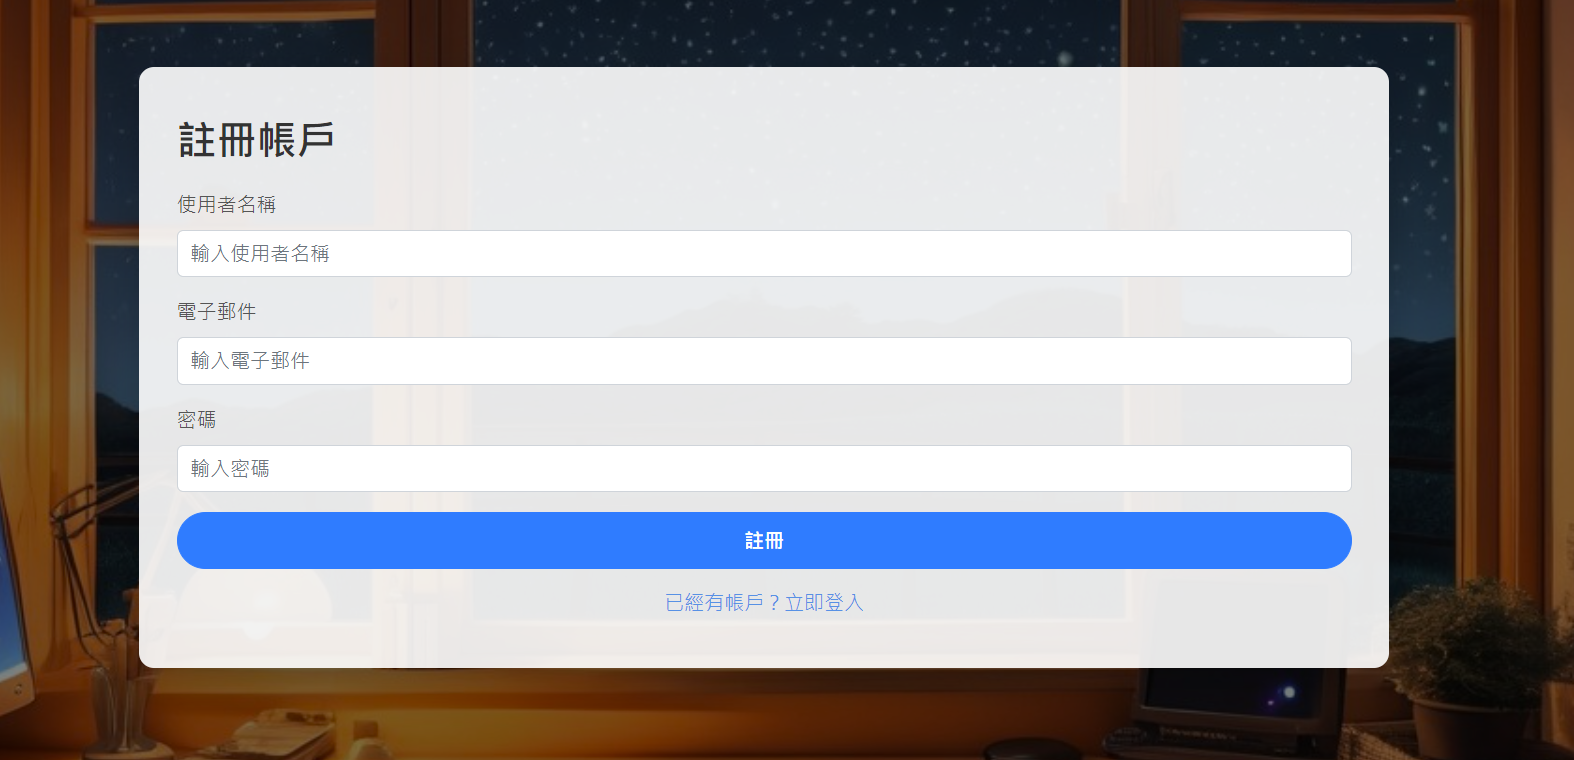 註冊帳戶
使用者名稱
輸入使用者名稱
電子郵件
輸入電子郵件
密碼
輸入密碼
註冊
已經有帳戶？立即登入